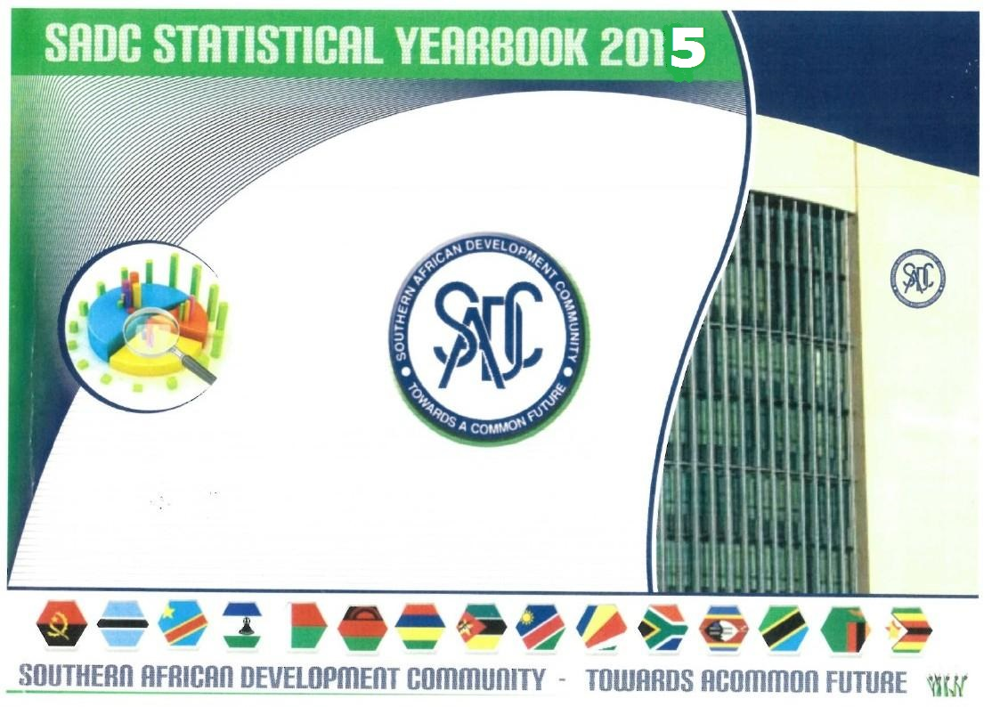 SADC STATISTICAL YEARBOOK 2015
SOUTHERN AFRICAN DEVELOPMENT COMMUNITY
SADC
TOWARDS A COMMON FUTURE
SADC
SOUTHERN AFRICAN DEVELOPMENT COMMUNITY - TOWARDS ACOMMON FUTURE